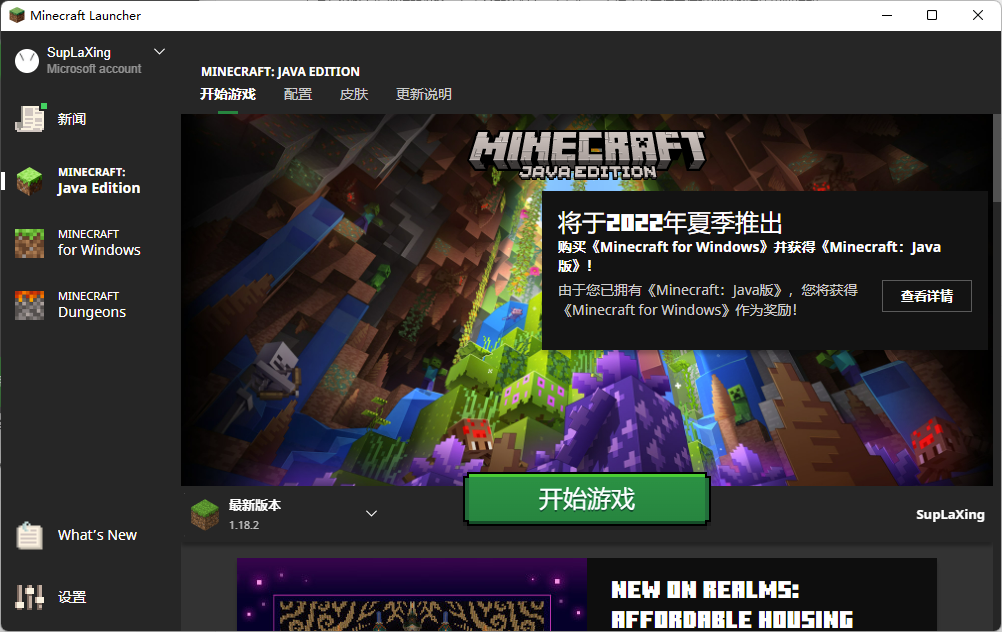 Minecraft Launcher
SupLaXing
Microsoft account
新闻
MINECRAFT:
Java Edition
MINECRAFT
for Windows
MINECRAFT
Dungeons
What's New
设置
MINECRAFT: JAVA EDITION
开始游戏 配置 皮肤 更新说明
MINECRAFT
JAVA EDITION
将于2022年夏季推出
购买《Minecraft for Windows》并获得《Minecraft：Java
版》！
由于您已拥有《Minecraft：Java版》，您将获得
《Minecraft for Windows》作为奖励！
查看详情
最新版本
1.18.2
开始游戏
SupLaXing
NEW ON REALMS:
AFFORDABLE HOUSING